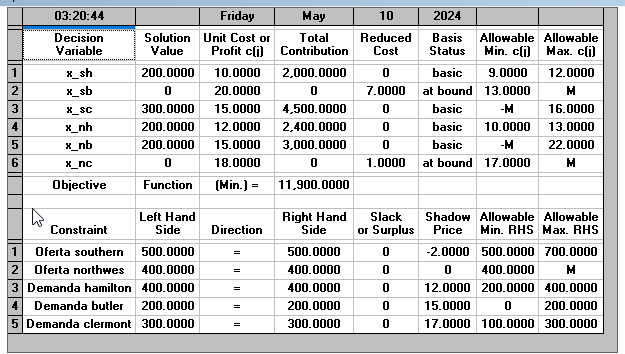 03:20:44 Friday May 10 2024
Decision Variable Solution Value Unit Cost or Profit c(j) Total Contribution Reduced Cost Basis Status Allowable Min. c(j) Allowable Max. c(j)
1 x_sh 200.0000 10.0000 2,000.0000 0 basic 9.0000 12.0000
2 x_sb 0 20.0000 0 7.0000 at bound 13.0000 M
3 x_sc 300.0000 15.0000 4,500.0000 0 basic -M 16.0000
4 x_nh 200.0000 12.0000 2,400.0000 0 basic 10.0000 13.0000
5 x_nb 200.0000 15.0000 3,000.0000 0 basic -M 22.0000
6 x_nc 0 18.0000 0 1.0000 at bound 17.0000 M
Objective Function (Min.) = 11,900.0000
Constraint Left Hand Side Direction Right Hand Side Slack or Surplus Shadow Price Allowable Min. RHS Allowable Max. RHS
1 Oferta southern 500.0000 = 500.0000 0 -2.0000 500.0000 700.0000
2 Oferta northwes 400.0000 = 400.0000 0 0 400.0000 M
3 Demanda hamilton 400.0000 = 400.0000 0 12.0000 200.0000 400.0000
4 Demanda butler 200.0000 = 200.0000 0 15.0000 0 200.0000
5 Demanda clermont 300.0000 = 300.0000 0 17.0000 100.0000 300.0000